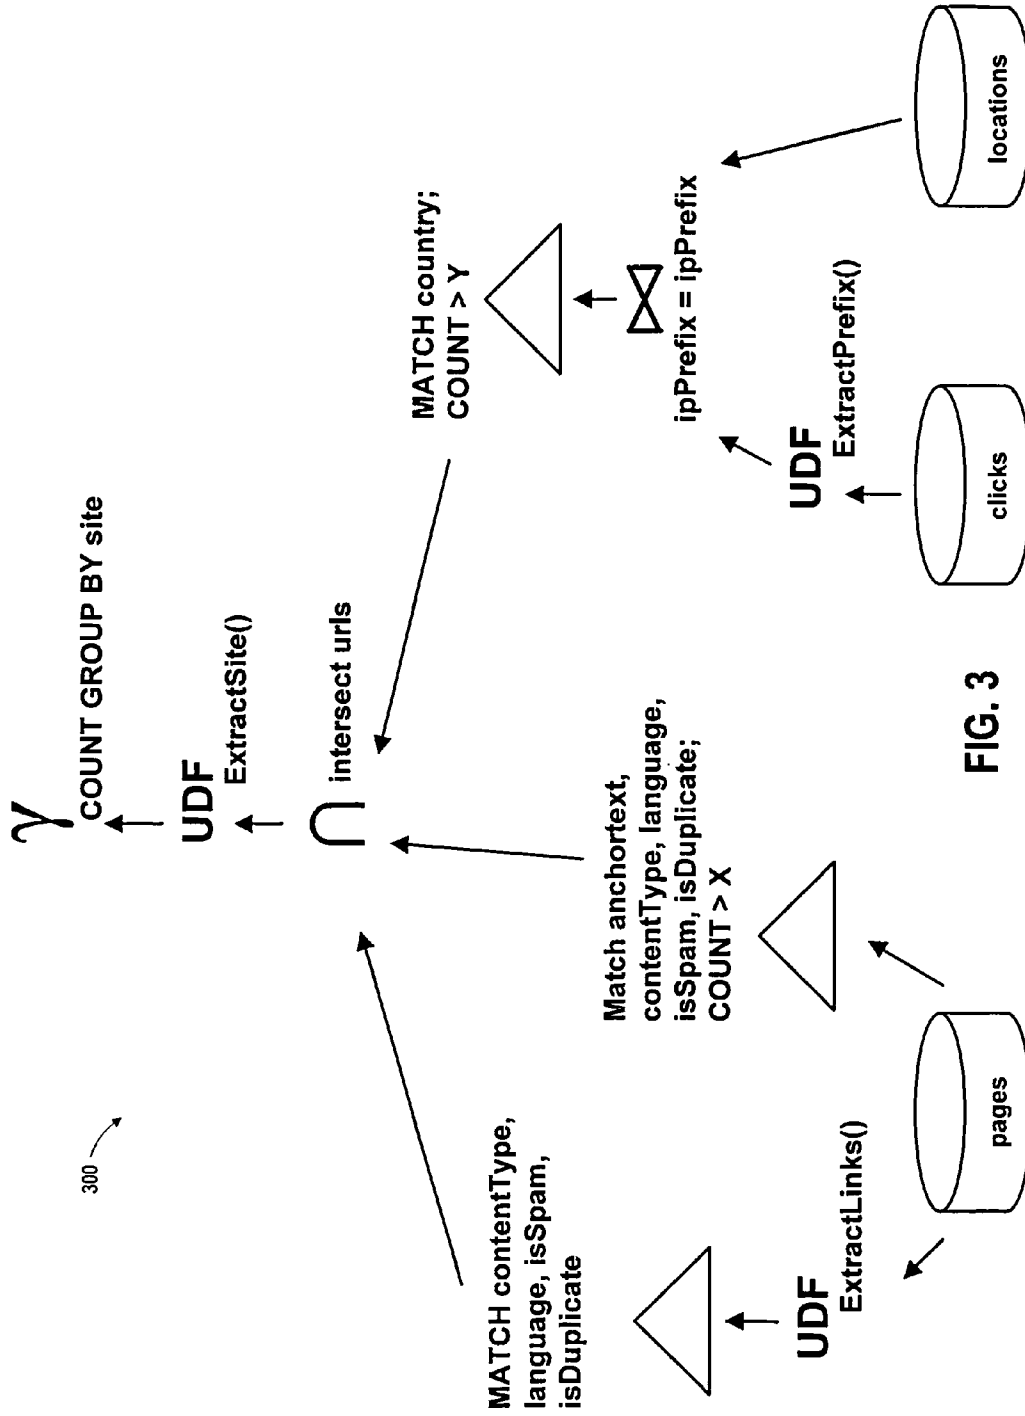 300
γ
COUNT GROUP BY site
UDF
ExtractSite()
∩ intersect urls
MATCH contentType,
language, isSpam,
isDuplicate
Match anchortext,
contentType, language,
isSpam, isDuplicate;
COUNT > X
MATCH country;
COUNT > Y
⋈
ipPrefix = ipPrefix
UDF
ExtractLinks()
UDF
ExtractPrefix()
pages
clicks
locations
FIG. 3